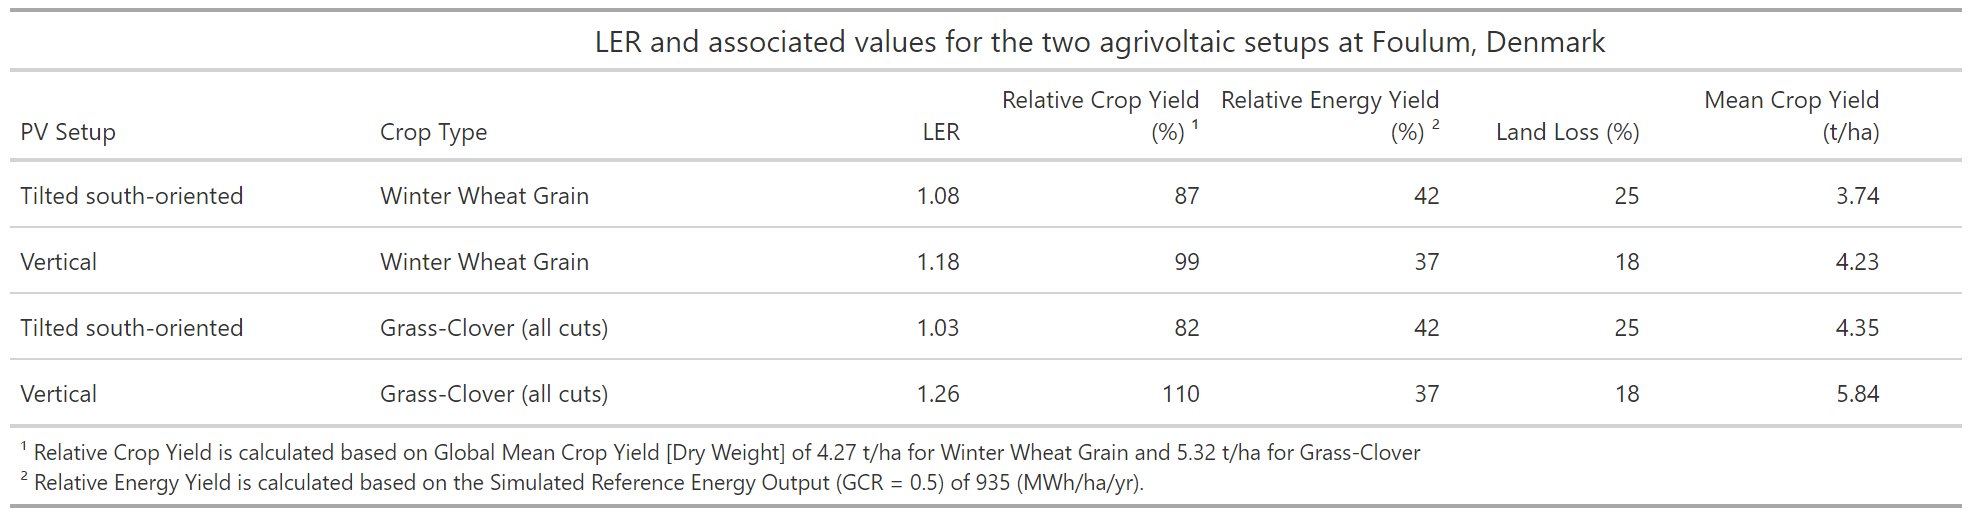 LER and associated values for the two agrivoltaic setups at Foulum, Denmark
PV Setup Crop Type LER Relative Crop Yield (%) ¹ Relative Energy Yield (%) ² Land Loss (%) Mean Crop Yield (t/ha)
Tilted south-oriented Winter Wheat Grain 1.08 87 42 25 3.74
Vertical Winter Wheat Grain 1.18 99 37 18 4.23
Tilted south-oriented Grass-Clover (all cuts) 1.03 82 42 25 4.35
Vertical Grass-Clover (all cuts) 1.26 110 37 18 5.84
¹ Relative Crop Yield is calculated based on Global Mean Crop Yield [Dry Weight] of 4.27 t/ha for Winter Wheat Grain and 5.32 t/ha for Grass-Clover
² Relative Energy Yield is calculated based on the Simulated Reference Energy Output (GCR = 0.5) of 935 (MWh/ha/yr).